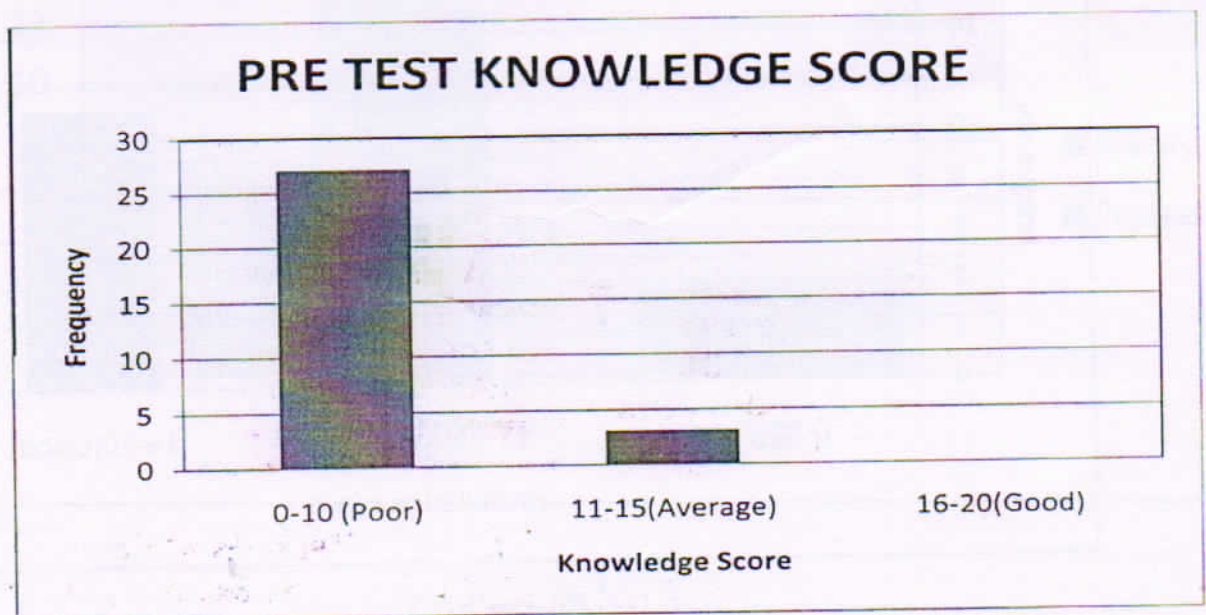 PRE TEST KNOWLEDGE SCORE
30
25
20
15
10
5
0
Frequency
0-10 (Poor)
11-15(Average)
16-20(Good)
Knowledge Score